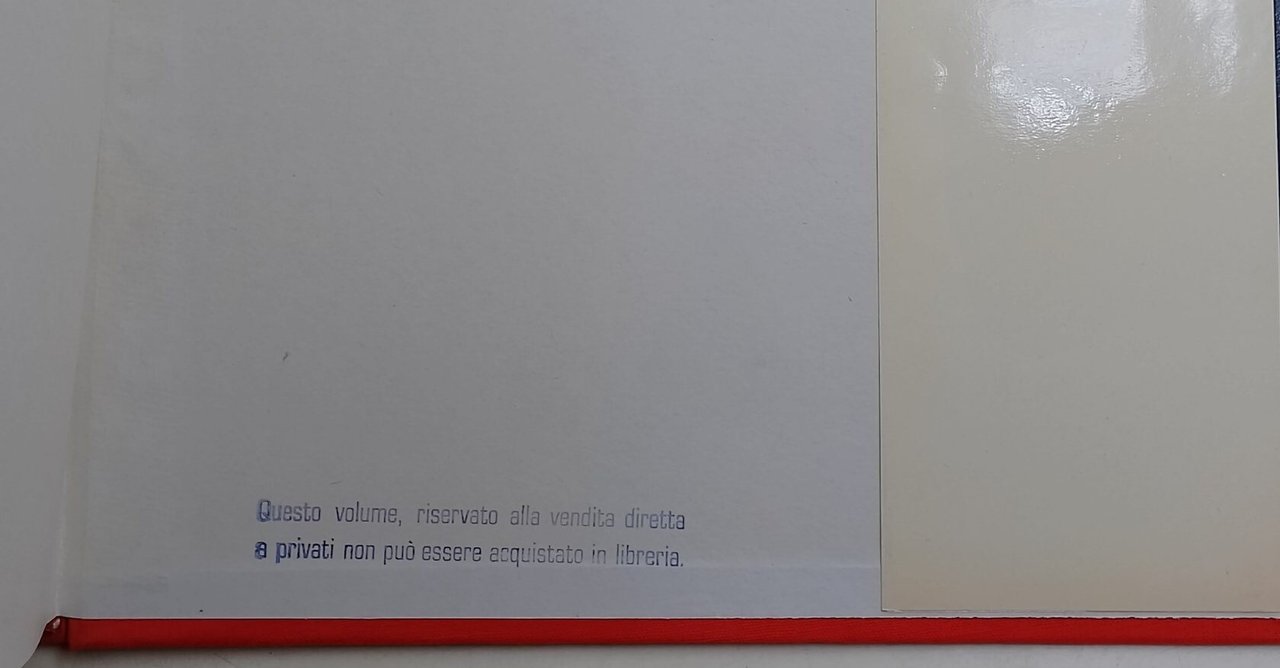 Questo volume, riservato alla vendita diretta
a privati non può essere acquistato in libreria.